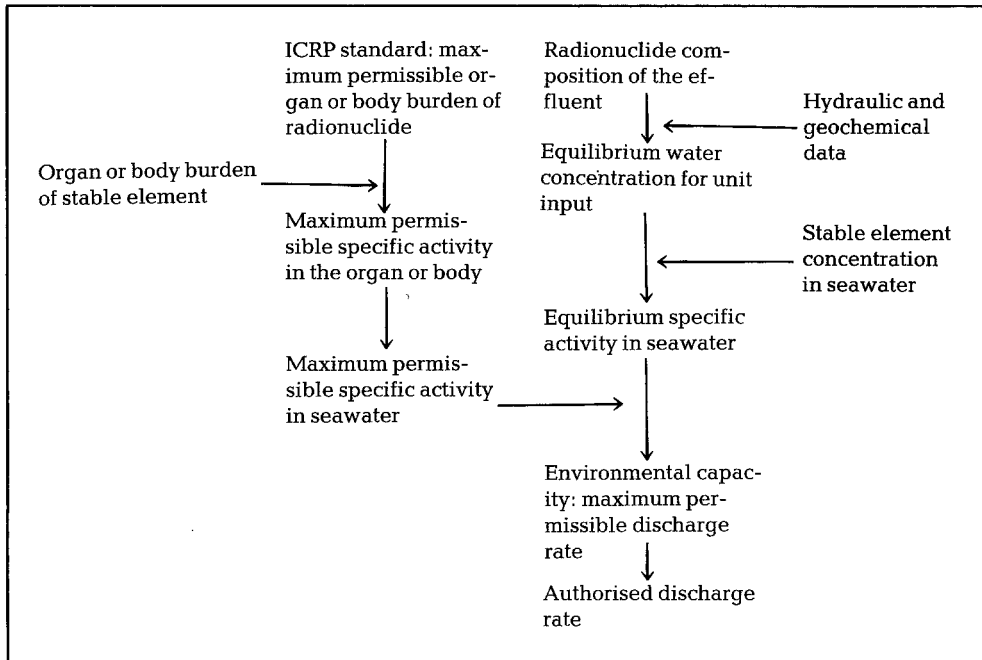 ICRP standard: max-
imum permissible or-
gan or body burden of
radionuclide
Organ or body burden
of stable element
Maximum permis-
sible specific activity
in the organ or body
Maximum permis-
sible specific activity
in seawater
Radionuclide com-
position of the ef-
fluent
Hydraulic and
geochemical
data
Equilibrium water
concentration for unit
input
Stable element
concentration
in seawater
Equilibrium specific
activity in seawater
Environmental capac-
ity: maximum per-
missible discharge
rate
Authorised discharge
rate